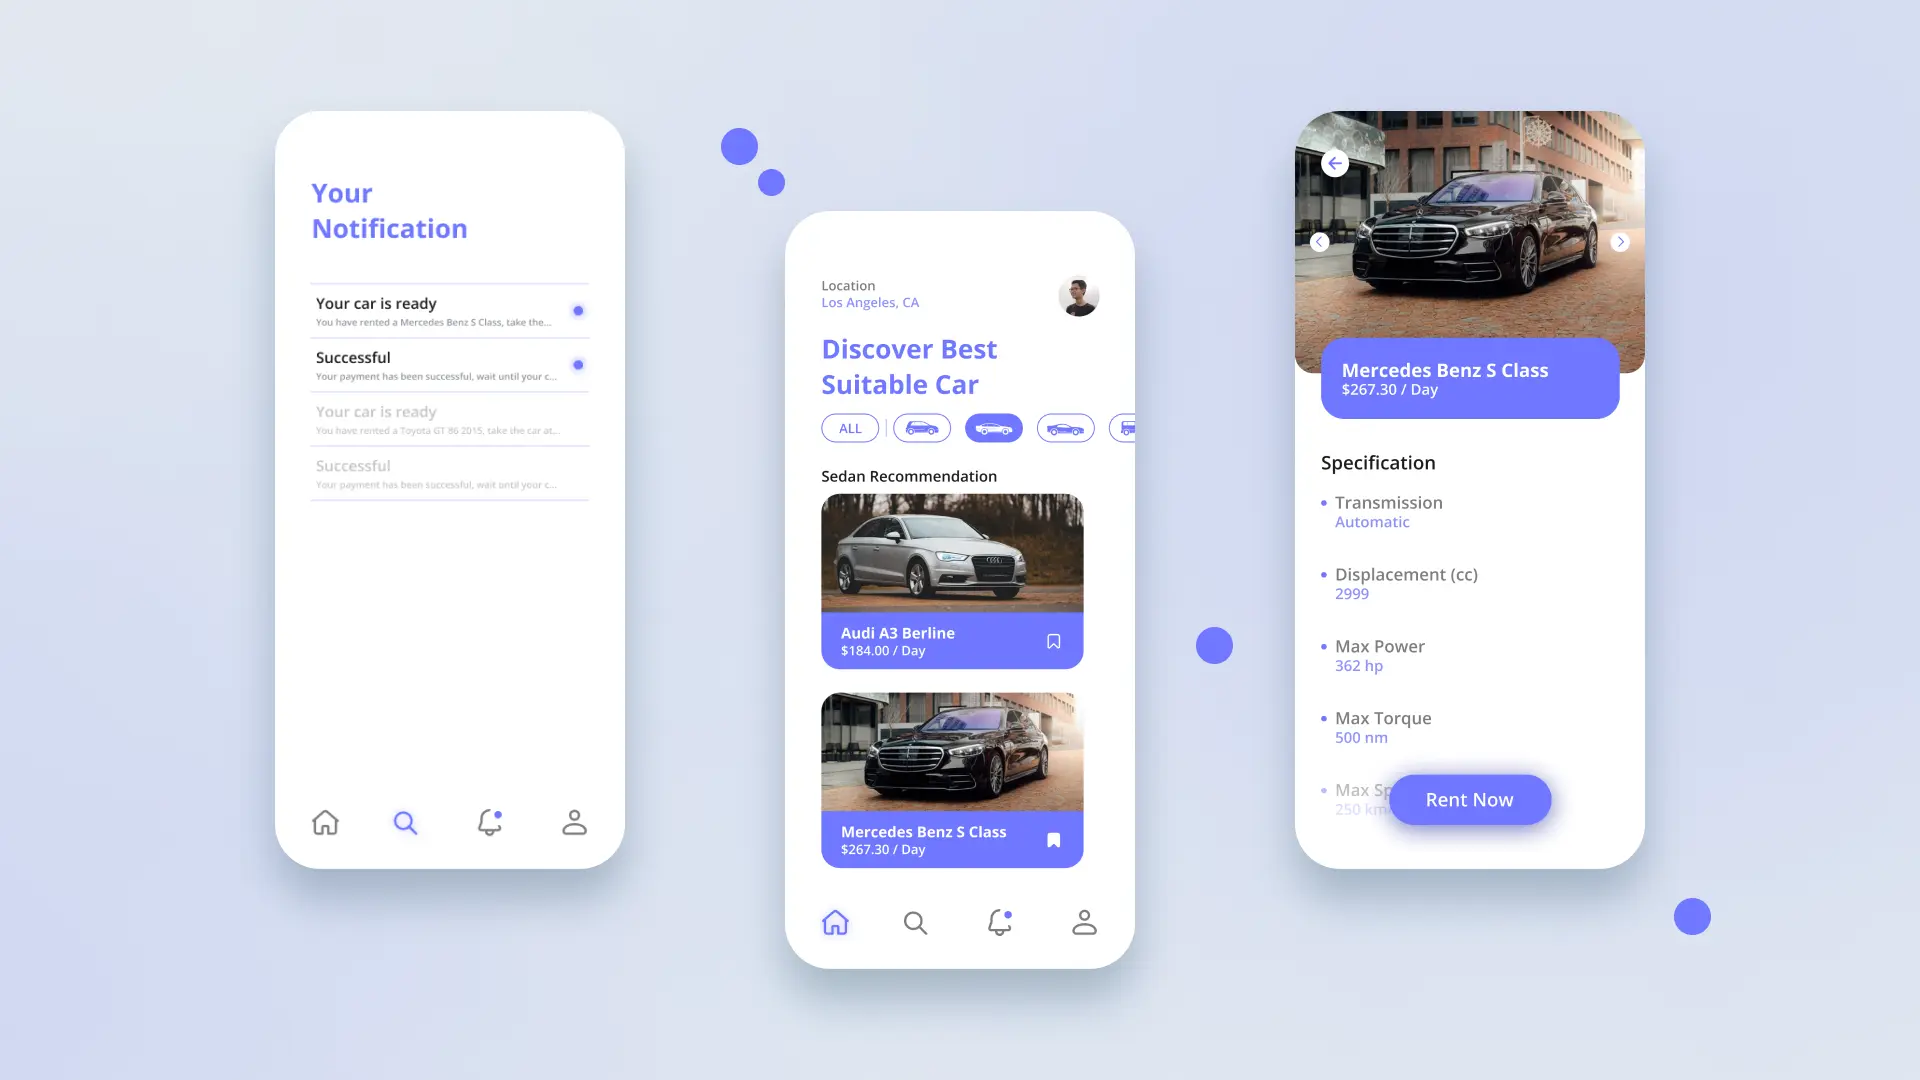 Your
Notification
Your car is ready
You have rented a Mercedes Benz S Class, take the...
Successful
Your payment has been successful, wait until your c...
Your car is ready
You have rented a Toyota GT 86 2015, take the car at...
Successful
Your payment has been successful, wait until your c...
Location
Los Angeles, CA
Discover Best
Suitable Car
ALL
Sedan Recommendation
Audi A3 Berline
$184.00 / Day
Mercedes Benz S Class
$267.30 / Day
Mercedes Benz S Class
$267.30 / Day
Specification
Transmission
Automatic
Displacement (cc)
2999
Max Power
362 hp
Max Torque
500 nm
Max Sp
250 km
Rent Now